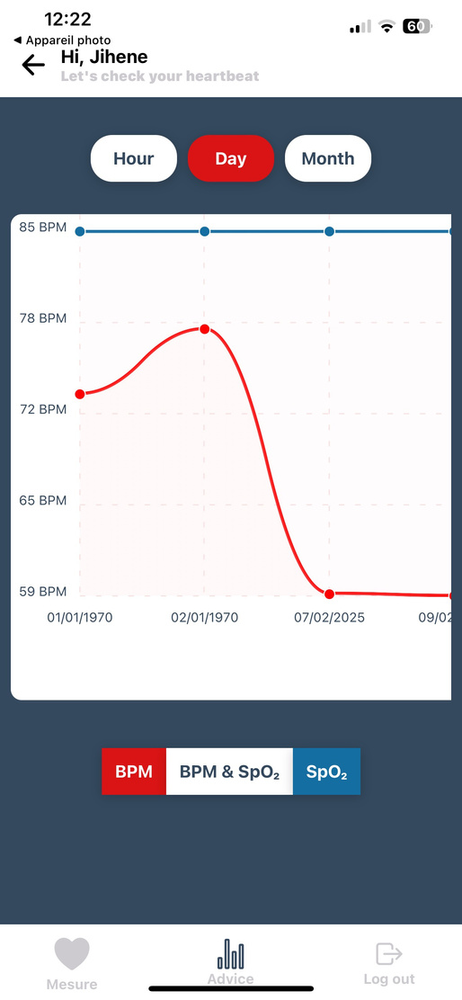 12:22
60
◀ Appareil photo
Hi, Jihene
Let's check your heartbeat
Hour
Day
Month
85 BPM
78 BPM
72 BPM
65 BPM
59 BPM
01/01/1970
02/01/1970
07/02/2025
09/02
BPM
BPM & SpO₂
SpO₂
Mesure
Advice
Log out